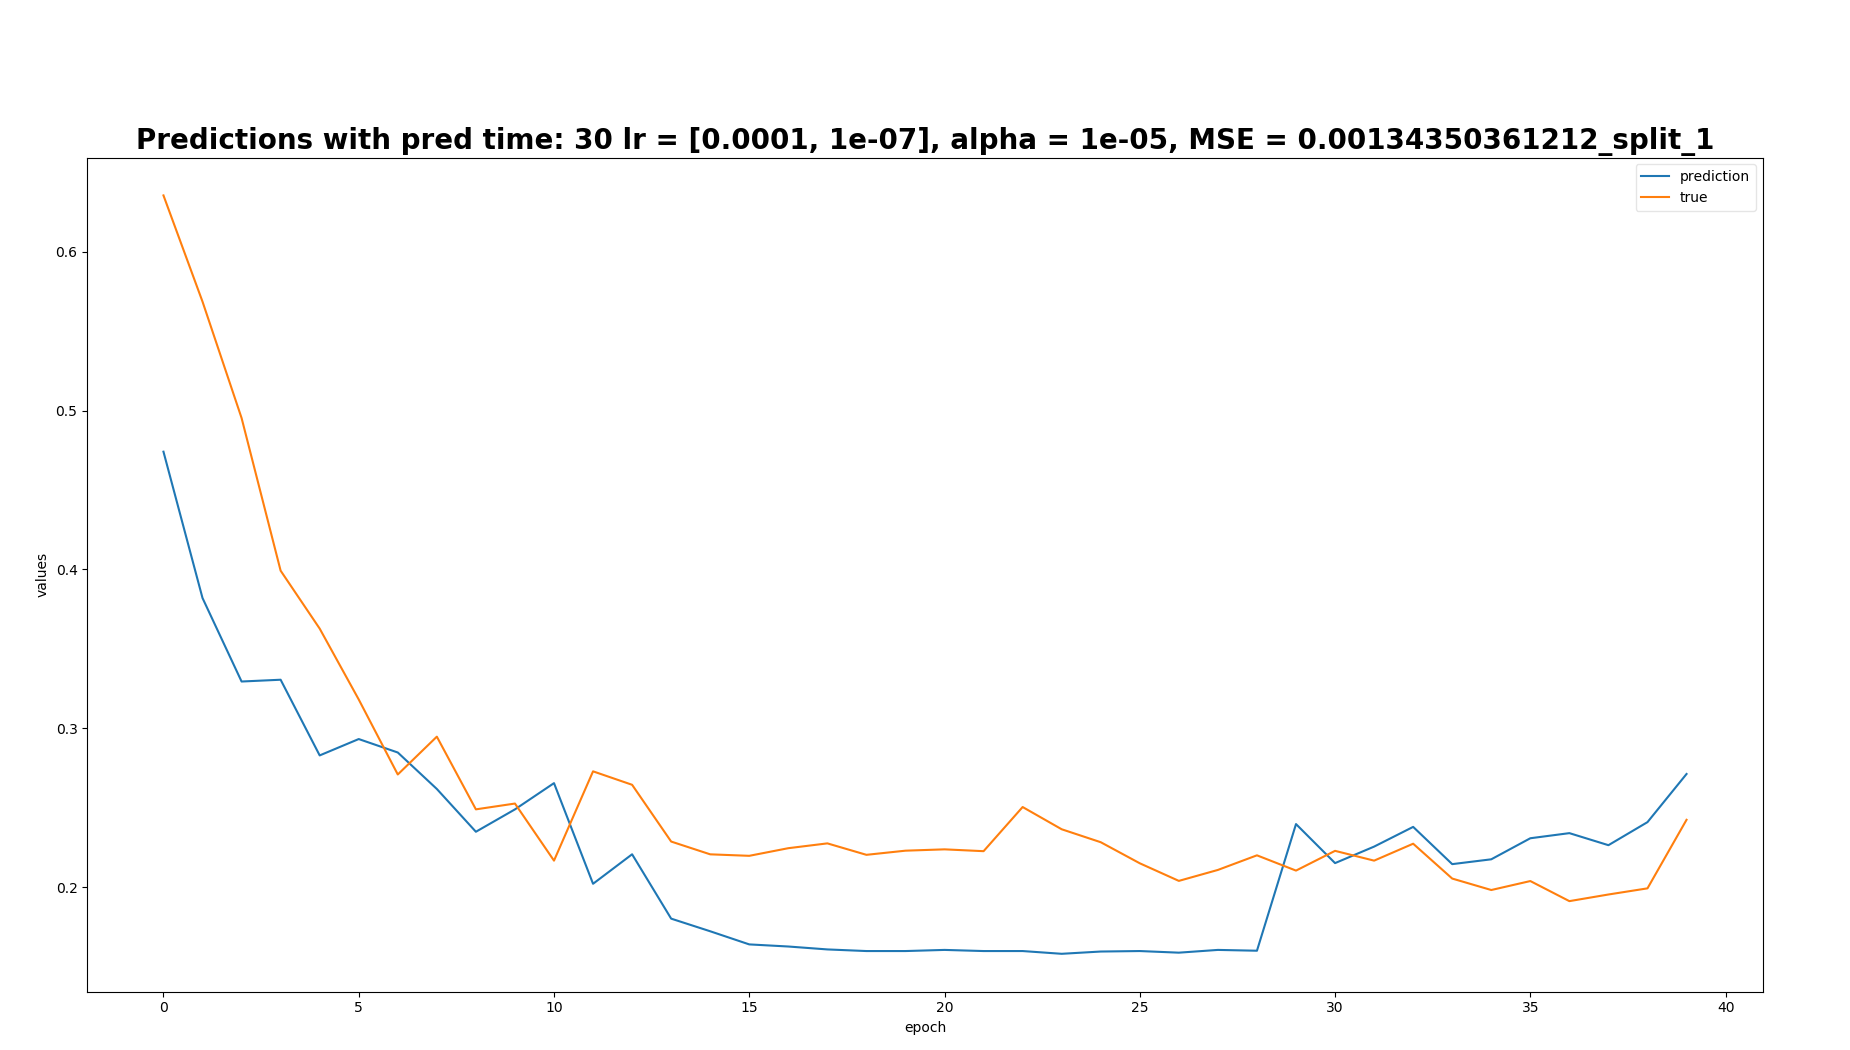 Predictions with pred time: 30 lr = [0.0001, 1e-07], alpha = 1e-05, MSE = 0.00134350361212_split_1
prediction
true
values
0.6
0.5
0.4
0.3
0.2
0 5 10 15 20 25 30 35 40
epoch